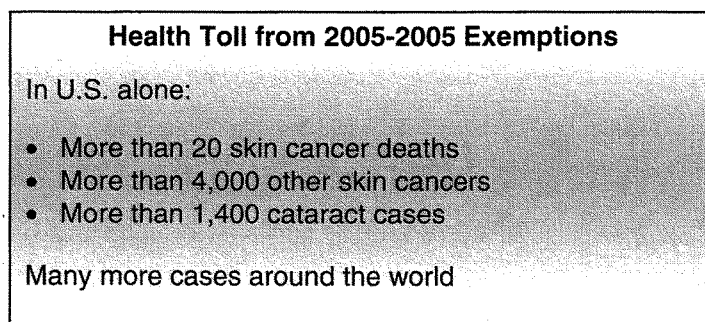 Health Toll from 2005-2005 Exemptions
In U.S. alone:
• More than 20 skin cancer deaths
• More than 4,000 other skin cancers
• More than 1,400 cataract cases
Many more cases around the world